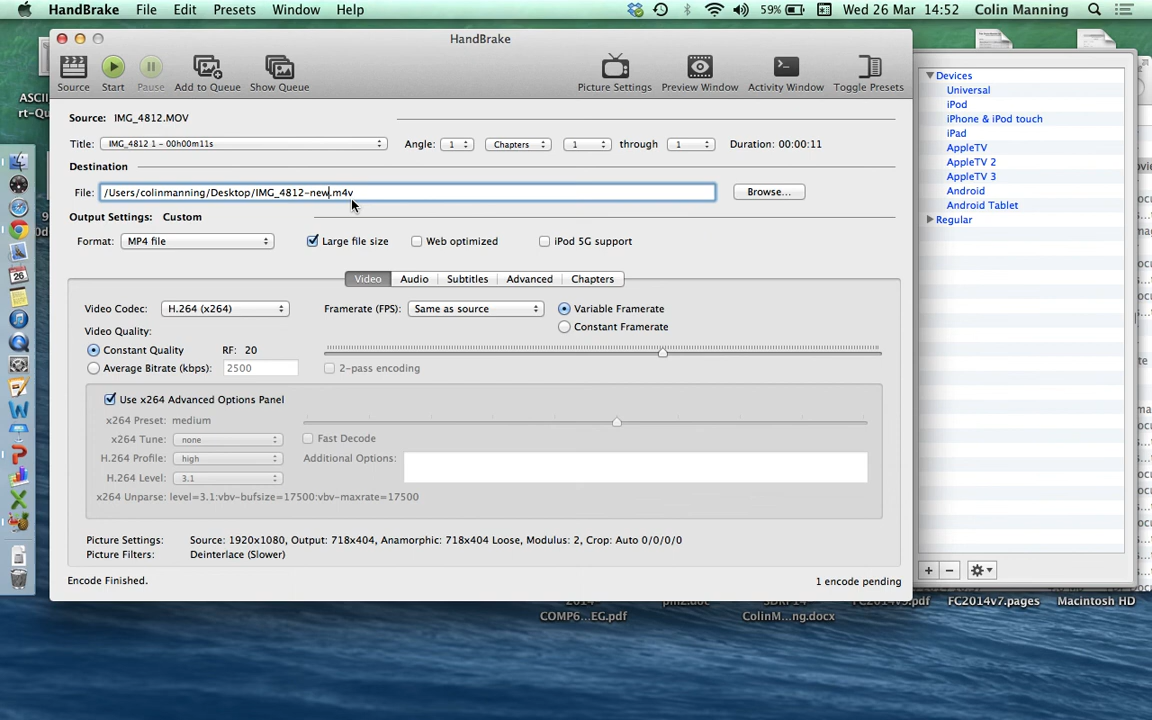 HandBrake File Edit Presets Window Help 59% Wed 26 Mar 14:52 Colin Manning
HandBrake
Source Start Pause Add to Queue Show Queue Picture Settings Preview Window Activity Window Toggle Presets
Source: IMG_4812.MOV
Title: IMG_4812 1 - 00h00m11s Angle: 1 Chapters 1 through 1 Duration: 00:00:11
Destination
File: /Users/colinmanning/Desktop/IMG_4812-new.m4v Browse...
Output Settings: Custom
Format: MP4 file Large file size Web optimized iPod 5G support
Video Audio Subtitles Advanced Chapters
Video Codec: H.264 (x264) Framerate (FPS): Same as source Variable Framerate
Constant Framerate
Video Quality:
Constant Quality RF: 20
Average Bitrate (kbps): 2500 2-pass encoding
Use x264 Advanced Options Panel
x264 Preset: medium
x264 Tune: none Fast Decode
H.264 Profile: high Additional Options:
H.264 Level: 3.1
x264 Unparse: level=3.1:vbv-bufsize=17500:vbv-maxrate=17500
Picture Settings: Source: 1920x1080, Output: 718x404, Anamorphic: 718x404 Loose, Modulus: 2, Crop: Auto 0/0/0/0
Picture Filters: Deinterlace (Slower)
Encode Finished. 1 encode pending
Devices
Universal
iPod
iPhone & iPod touch
iPad
AppleTV
AppleTV 2
AppleTV 3
Android
Android Tablet
Regular
ASCII
rt-Qu
COMP6...EG.pdf
ColinM...ng.docx
FC2014v7.pages
Macintosh HD